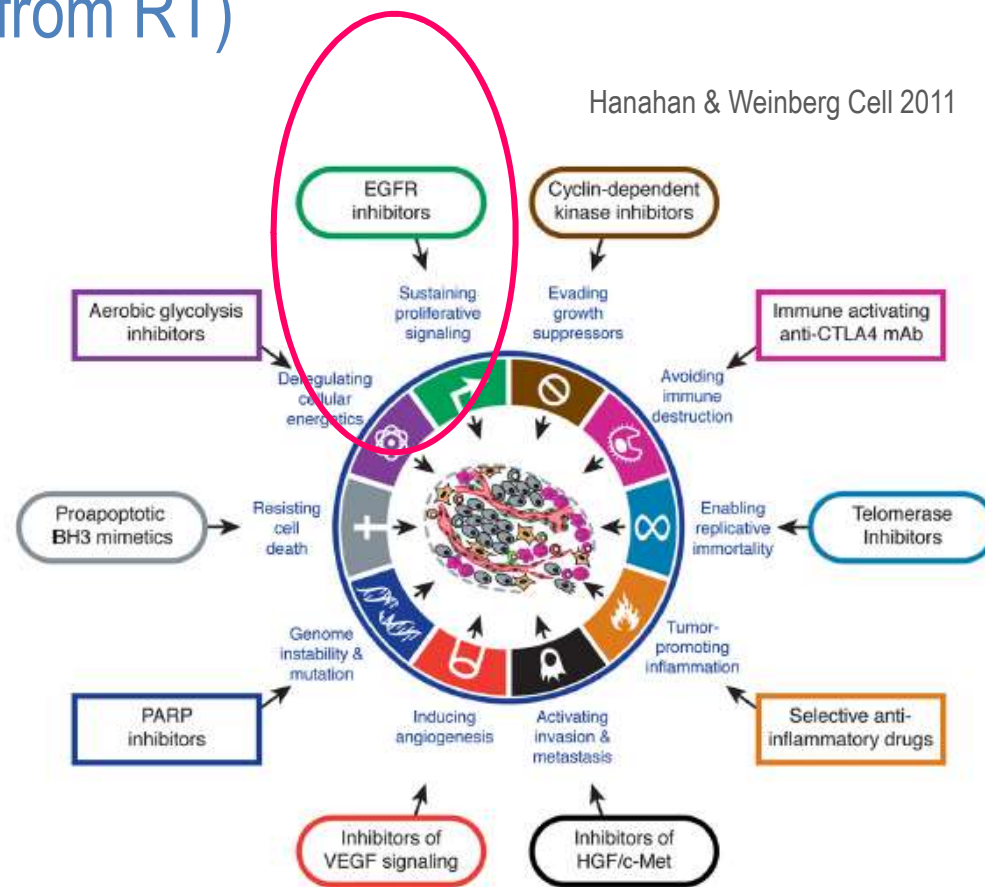 from RT)
Hanahan & Weinberg Cell 2011
EGFR
inhibitors
Cyclin-dependent
kinase inhibitors
Sustaining
proliferative
signaling
Evading
growth
suppressors
Aerobic glycolysis
inhibitors
Immune activating
anti-CTLA4 mAb
Deregulating
cellular
energetics
Avoiding
immune
destruction
Proapoptotic
BH3 mimetics
Resisting
cell
death
Enabling
replicative
immortality
Telomerase
Inhibitors
Genome
instability &
mutation
Tumor-
promoting
inflammation
PARP
inhibitors
Inducing
angiogenesis
Activating
invasion &
metastasis
Selective anti-
inflammatory drugs
Inhibitors of
VEGF signaling
Inhibitors of
HGF/c-Met